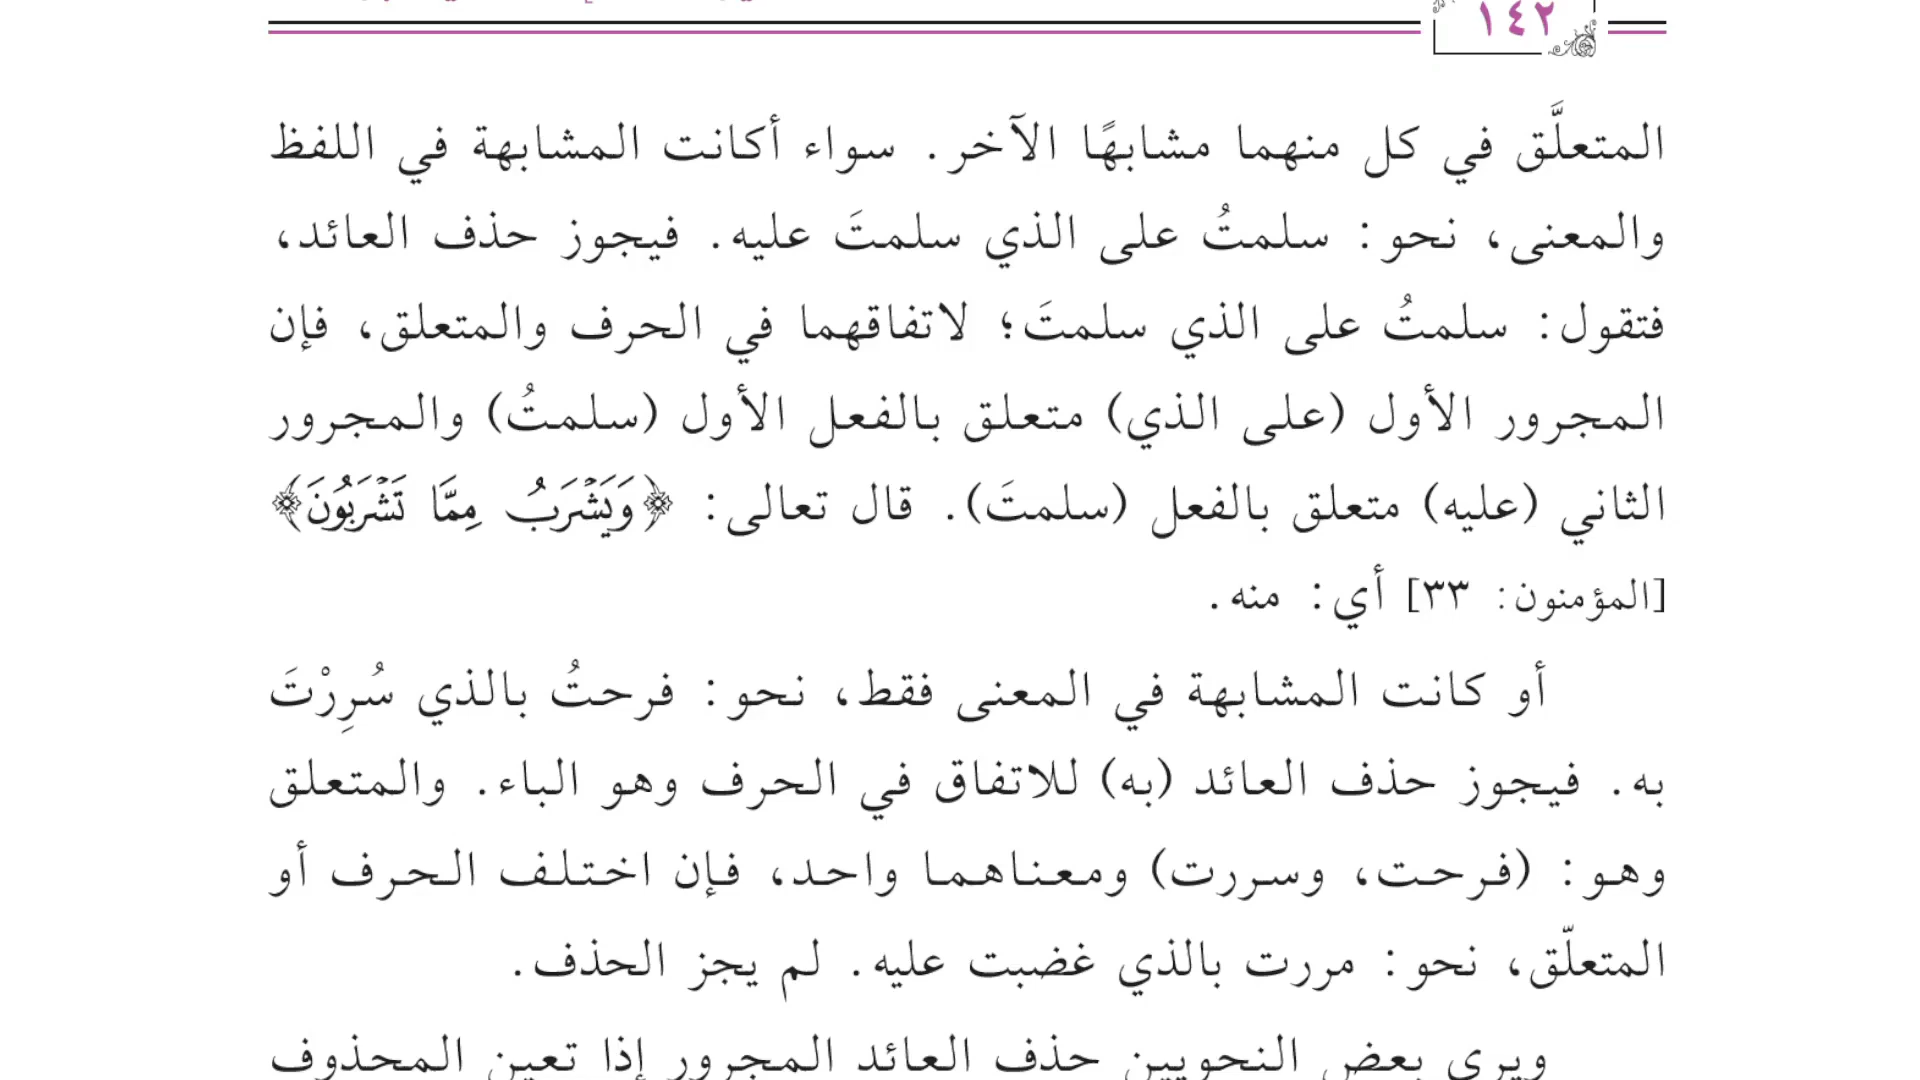 ١٤٢
المتعلَّق في كل منهما مشابهًا الآخر. سواء أكانت المشابهة في اللفظ
والمعنى، نحو: سلمتُ على الذي سلمتَ عليه. فيجوز حذف العائد،
فتقول: سلمتُ على الذي سلمتَ؛ لاتفاقهما في الحرف والمتعلق، فإن
المجرور الأول (على الذي) متعلق بالفعل الأول (سلمتُ) والمجرور
الثاني (عليه) متعلق بالفعل (سلمتَ). قال تعالى: ﴿وَيَشْرَبُ مِمَّا تَشْرَبُونَ﴾
[المؤمنون: ٣٣] أي: منه.
أو كانت المشابهة في المعنى فقط، نحو: فرحتُ بالذي سُرِرْتَ
به. فيجوز حذف العائد (به) للاتفاق في الحرف وهو الباء. والمتعلق
وهو: (فرحت، وسررت) ومعناهما واحد، فإن اختلف الحرف أو
المتعلّق، نحو: مررت بالذي غضبت عليه. لم يجز الحذف.
ويرى بعض النحويين حذف العائد المجرور إذا تعين المحذوف